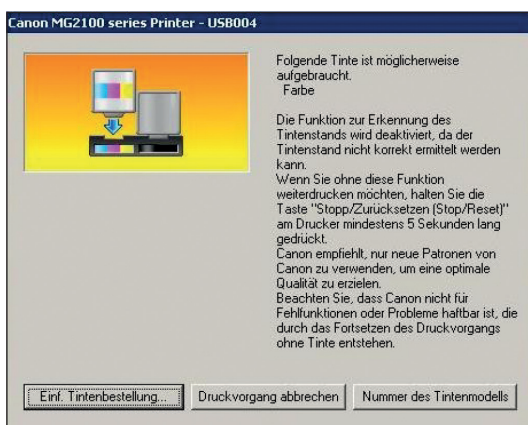 Canon MG2100 series Printer - USB004
Folgende Tinte ist möglicherweise
aufgebraucht.
Farbe
Die Funktion zur Erkennung des
Tintenstands wird deaktiviert, da der
Tintenstand nicht korrekt ermittelt werden
kann.
Wenn Sie ohne diese Funktion
weiterdrucken möchten, halten Sie die
Taste "Stopp/Zurücksetzen (Stop/Reset)"
am Drucker mindestens 5 Sekunden lang
gedrückt.
Canon empfiehlt, nur neue Patronen von
Canon zu verwenden, um eine optimale
Qualität zu erzielen.
Beachten Sie, dass Canon nicht für
Fehlfunktionen oder Probleme haftbar ist, die
durch das Fortsetzen des Druckvorgangs
ohne Tinte entstehen.
Einf. Tintenbestellung... Druckvorgang abbrechen Nummer des Tintenmodells